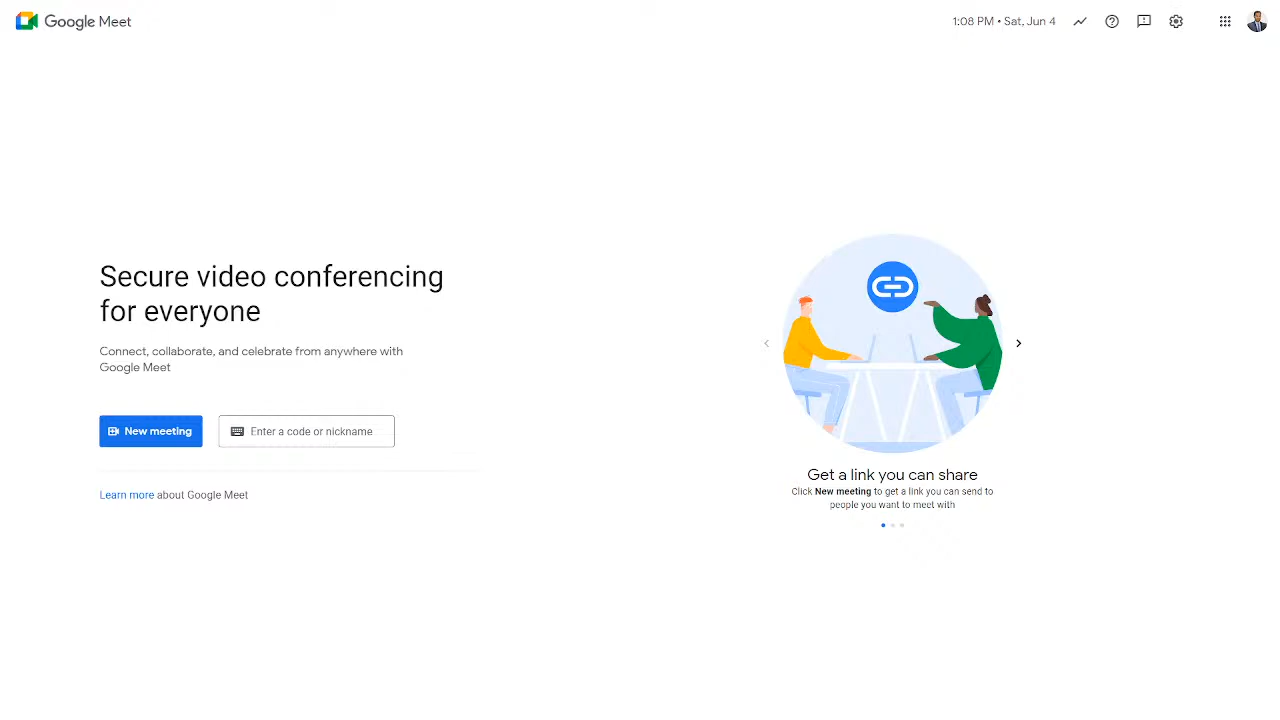 Google Meet
1:08 PM • Sat, Jun 4
Secure video conferencing
for everyone
Connect, collaborate, and celebrate from anywhere with
Google Meet
New meeting
Enter a code or nickname
Learn more about Google Meet
Get a link you can share
Click New meeting to get a link you can send to
people you want to meet with